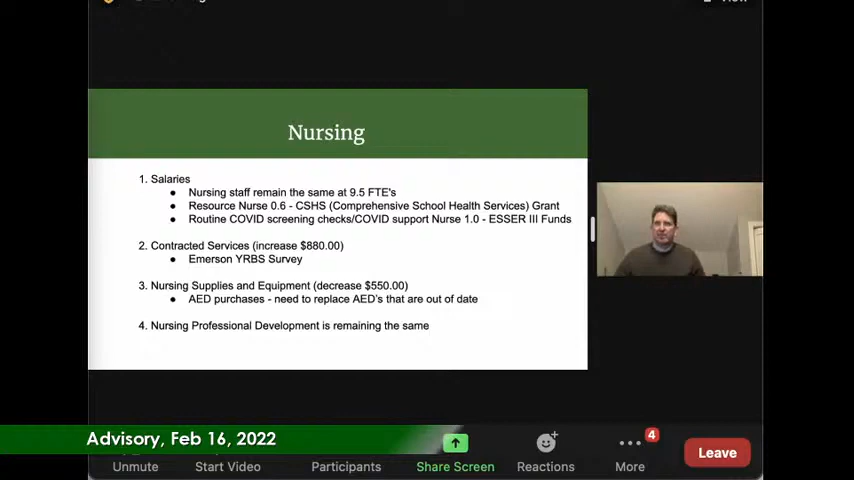 Nursing
1. Salaries
● Nursing staff remain the same at 9.5 FTE's
● Resource Nurse 0.6 - CSHS (Comprehensive School Health Services) Grant
● Routine COVID screening checks/COVID support Nurse 1.0 - ESSER III Funds
2. Contracted Services (increase $880.00)
● Emerson YRBS Survey
3. Nursing Supplies and Equipment (decrease $550.00)
● AED purchases - need to replace AED's that are out of date
4. Nursing Professional Development is remaining the same
Advisory, Feb 16, 2022
4
Leave
Unmute
Start Video
Participants
Share Screen
Reactions
More